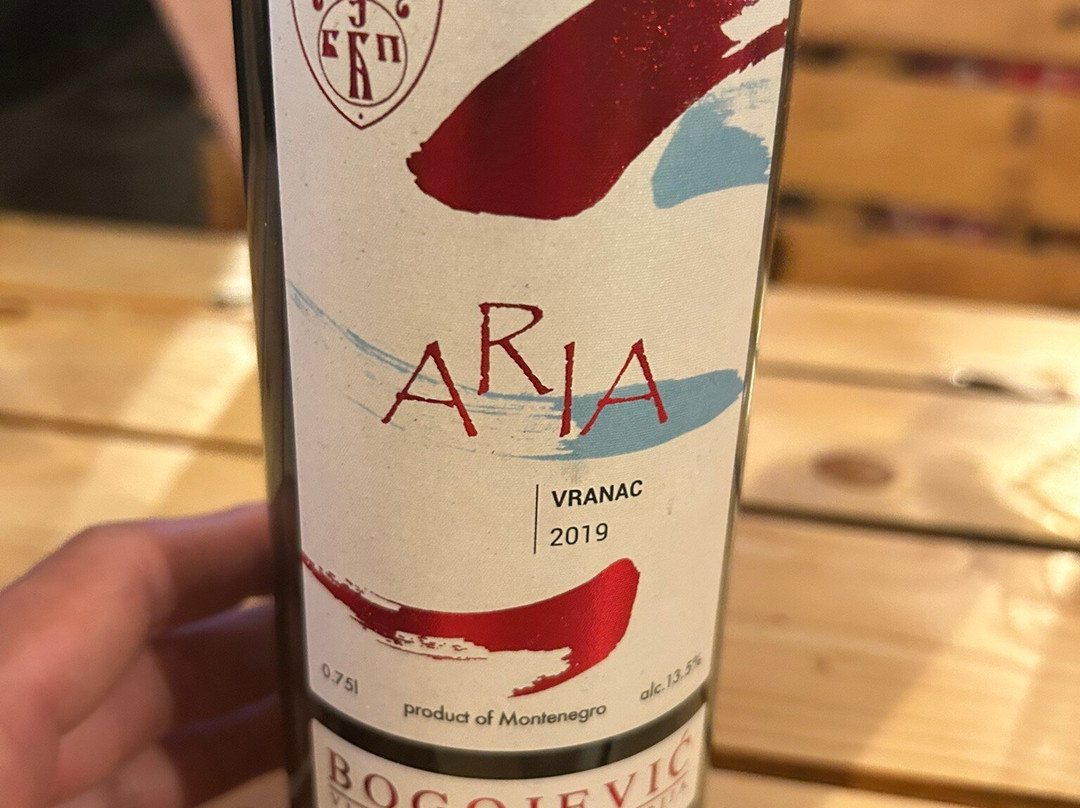 Б Б П
А
ARIA
VRANAC
2019
0.75l
alc.13.5%
product of Montenegro
BOGOJEVIĆ